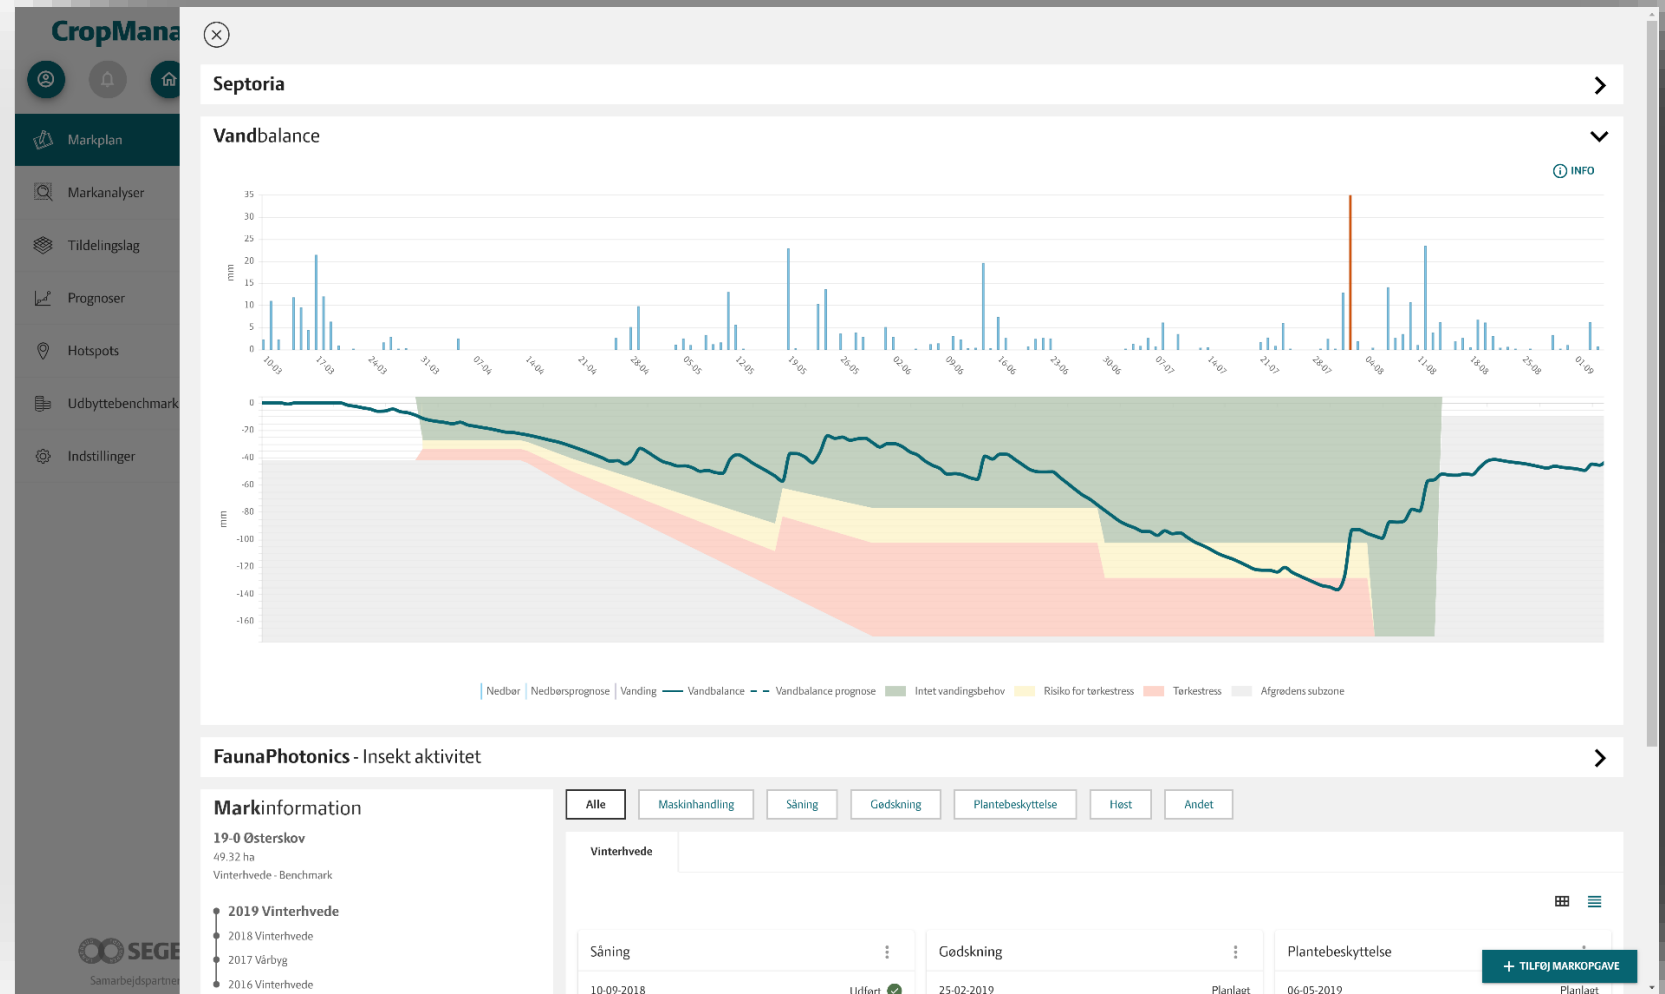 CropMana
Markplan
Markanalyser
Tildelingslag
Prognoser
Hotspots
Udbyttebenchmark
Indstillinger
SEGE
Samarbejdspartner
Septoria
Vandbalance
INFO
mm
35
30
25
20
15
10
5
0
10-03 17-03 24-03 31-03 07-04 14-04 21-04 28-04 05-05 12-05 19-05 26-05 02-06 09-06 16-06 23-06 30-06 07-07 14-07 21-07 28-07 04-08 11-08 18-08 25-08 01-09
mm
0
-20
-40
-60
-80
-100
-120
-140
-160
Nedbør Nedbørsprognose Vanding Vandbalance Vandbalance prognose Intet vandingsbehov Risiko for tørkestress Tørkestress Afgrødens subzone
FaunaPhotonics - Insekt aktivitet
Markinformation
19-0 Østerskov
49.32 ha
Vinterhvede - Benchmark
2019 Vinterhvede
2018 Vinterhvede
2017 Vårbyg
2016 Vinterhvede
Alle Maskinhandling Såning Gødskning Plantebeskyttelse Høst Andet
Vinterhvede
Såning
10-09-2018 Udført
Gødskning
25-02-2019 Planlagt
Plantebeskyttelse
06-05-2019 Planlagt
+ TILFØJ MARKOPGAVE